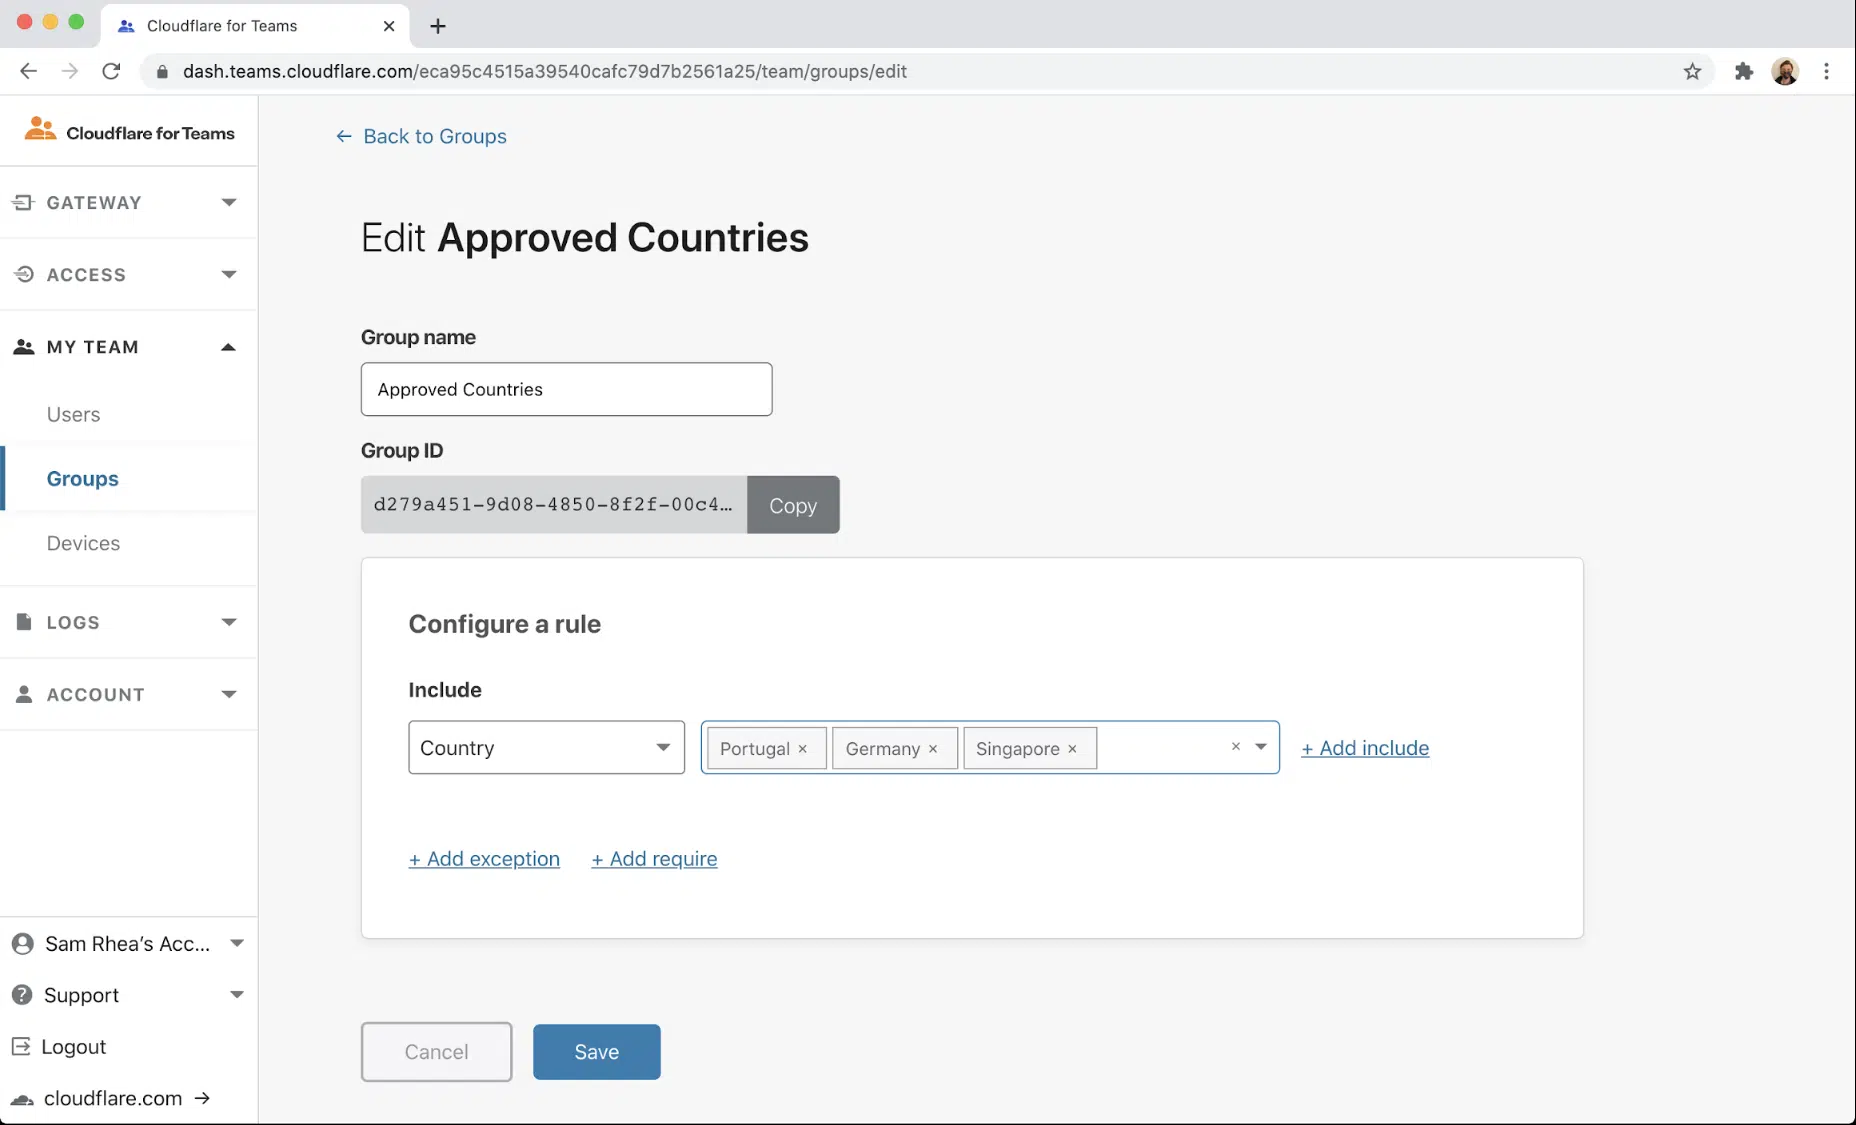 Cloudflare for Teams
dash.teams.cloudflare.com/eca95c4515a39540cafc79d7b2561a25/team/groups/edit
Cloudflare for Teams
GATEWAY
ACCESS
MY TEAM
Users
Groups
Devices
LOGS
ACCOUNT
Sam Rhea's Acc...
Support
Logout
cloudflare.com →
← Back to Groups
Edit Approved Countries
Group name
Approved Countries
Group ID
d279a451-9d08-4850-8f2f-00c4... Copy
Configure a rule
Include
Country Portugal × Germany × Singapore × × + Add include
+ Add exception + Add require
Cancel Save